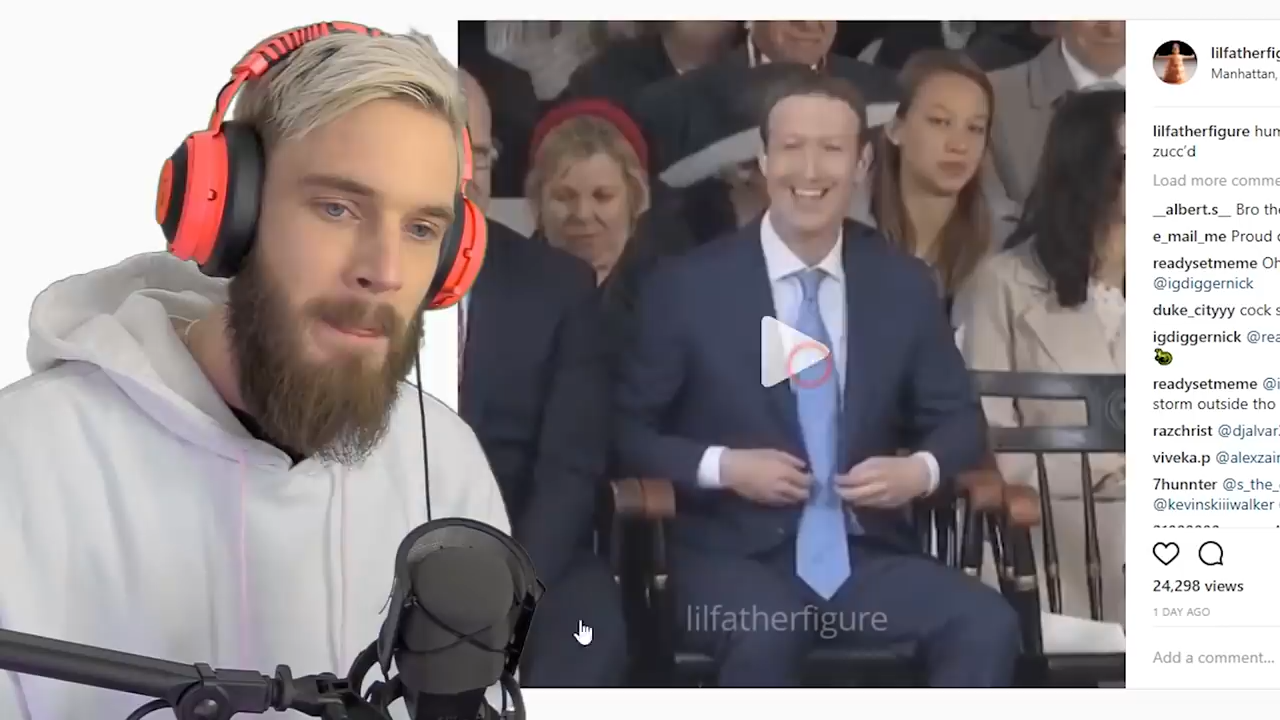 lilfatherfig
Manhattan,
lilfatherfigure hum
zucc'd
Load more comme
__albert.s__ Bro the
e_mail_me Proud o
readysetmeme Oh
@igdiggernick
duke_cityyy cock s
igdiggernick @rea
readysetmeme @i
storm outside tho
razchrist @djalvar
viveka.p @alexzai
7hunnter @s_the_
@kevinskiiiwalker
24,298 views
1 DAY AGO
Add a comment...
lilfatherfigure